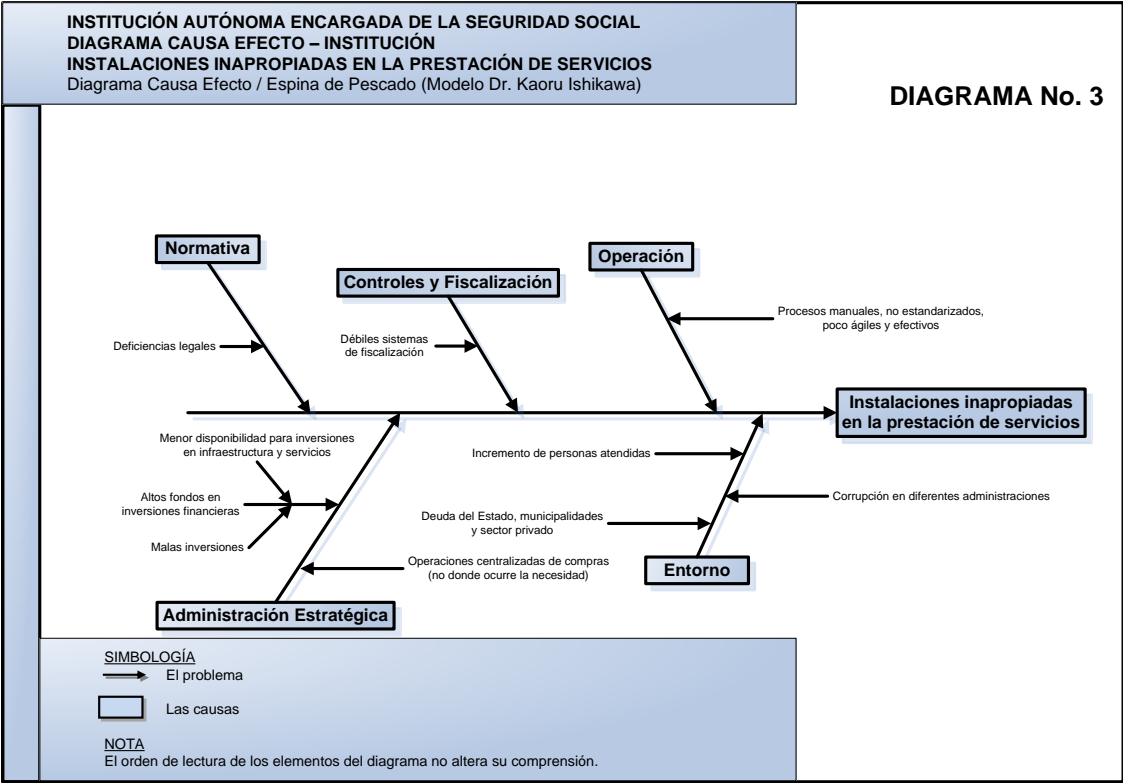 INSTITUCIÓN AUTÓNOMA ENCARGADA DE LA SEGURIDAD SOCIAL
DIAGRAMA CAUSA EFECTO – INSTITUCIÓN
INSTALACIONES INAPROPIADAS EN LA PRESTACIÓN DE SERVICIOS
Diagrama Causa Efecto / Espina de Pescado (Modelo Dr. Kaoru Ishikawa)
DIAGRAMA No. 3
Normativa
Deficiencias legales
Controles y Fiscalización
Débiles sistemas
de fiscalización
Operación
Procesos manuales, no estandarizados,
poco ágiles y efectivos
Instalaciones inapropiadas
en la prestación de servicios
Menor disponibilidad para inversiones
en infraestructura y servicios
Altos fondos en
inversiones financieras
Malas inversiones
Operaciones centralizadas de compras
(no donde ocurre la necesidad)
Administración Estratégica
Incremento de personas atendidas
Corrupción en diferentes administraciones
Deuda del Estado, municipalidades
y sector privado
Entorno
SIMBOLOGÍA
El problema
Las causas
NOTA
El orden de lectura de los elementos del diagrama no altera su comprensión.